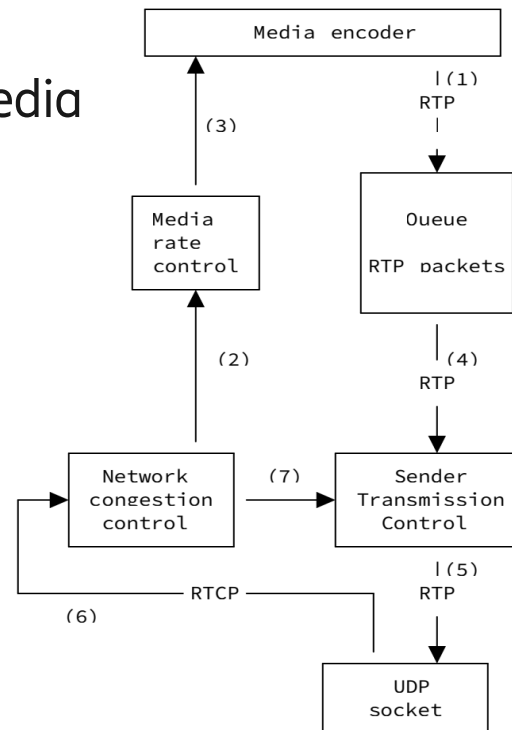 edia
Media encoder
(1)
RTP
(3)
Media
rate
control
Queue
RTP packets
(2)
(4)
RTP
Network
congestion
control
(7)
Sender
Transmission
Control
(5)
RTP
RTCP
(6)
UDP
socket